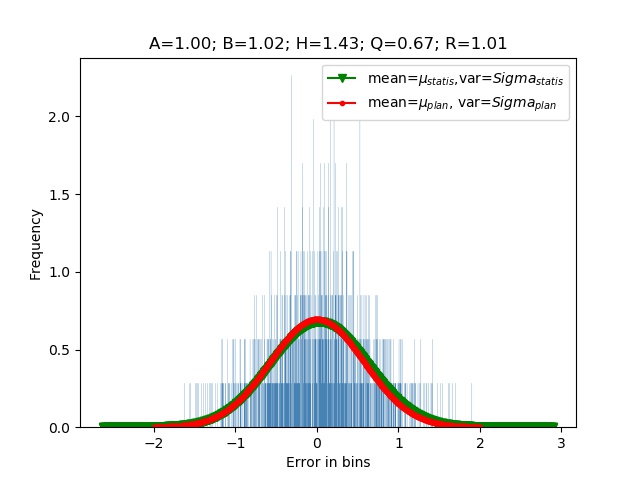 A=1.00; B=1.02; H=1.43; Q=0.67; R=1.01
mean=μstatis,var=Sigmastatis
mean=μplan, var=Sigmaplan
Frequency
2.0
1.5
1.0
0.5
0.0
−2 −1 0 1 2 3
Error in bins